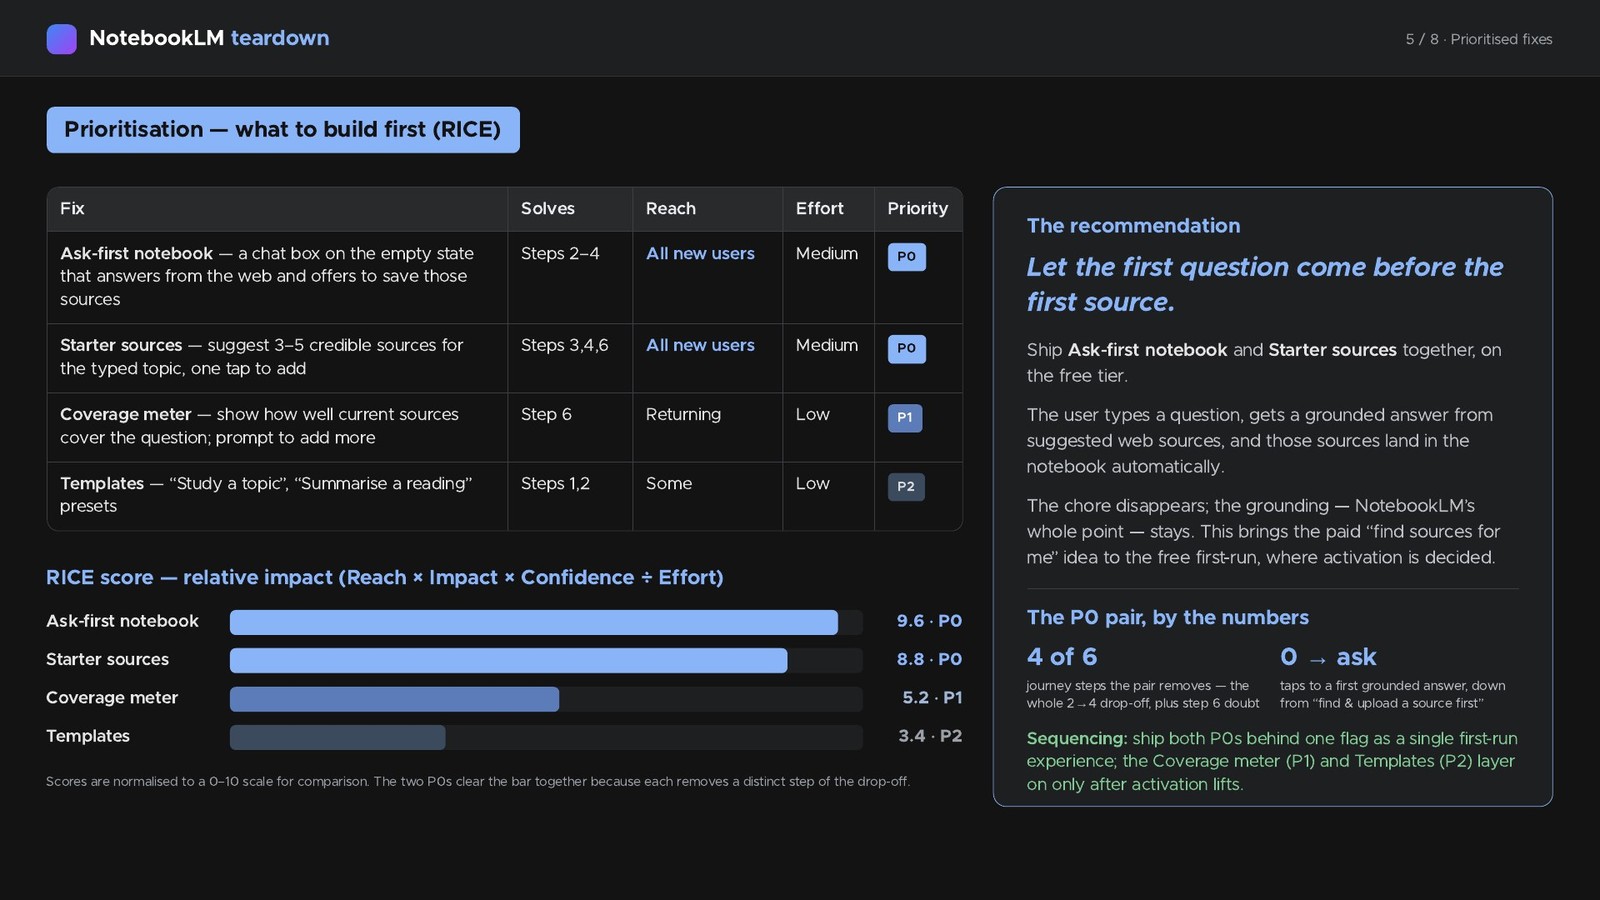 NotebookLM teardown
5 / 8 · Prioritised fixes
Prioritisation — what to build first (RICE)
Fix
Solves
Reach
Effort
Priority
Ask-first notebook — a chat box on the empty state
that answers from the web and offers to save those
sources
Steps 2–4
All new users
Medium
P0
Starter sources — suggest 3–5 credible sources for
the typed topic, one tap to add
Steps 3,4,6
All new users
Medium
P0
Coverage meter — show how well current sources
cover the question; prompt to add more
Step 6
Returning
Low
P1
Templates — “Study a topic”, “Summarise a reading”
presets
Steps 1,2
Some
Low
P2
RICE score — relative impact (Reach × Impact × Confidence ÷ Effort)
Ask-first notebook
9.6 · P0
Starter sources
8.8 · P0
Coverage meter
5.2 · P1
Templates
3.4 · P2
Scores are normalised to a 0–10 scale for comparison. The two P0s clear the bar together because each removes a distinct step of the drop-off.
The recommendation
Let the first question come before the
first source.
Ship Ask-first notebook and Starter sources together, on
the free tier.
The user types a question, gets a grounded answer from
suggested web sources, and those sources land in the
notebook automatically.
The chore disappears; the grounding — NotebookLM’s
whole point — stays. This brings the paid “find sources for
me” idea to the free first-run, where activation is decided.
The P0 pair, by the numbers
4 of 6
journey steps the pair removes — the
whole 2→4 drop-off, plus step 6 doubt
0 → ask
taps to a first grounded answer, down
from “find & upload a source first”
Sequencing: ship both P0s behind one flag as a single first-run
experience; the Coverage meter (P1) and Templates (P2) layer
on only after activation lifts.